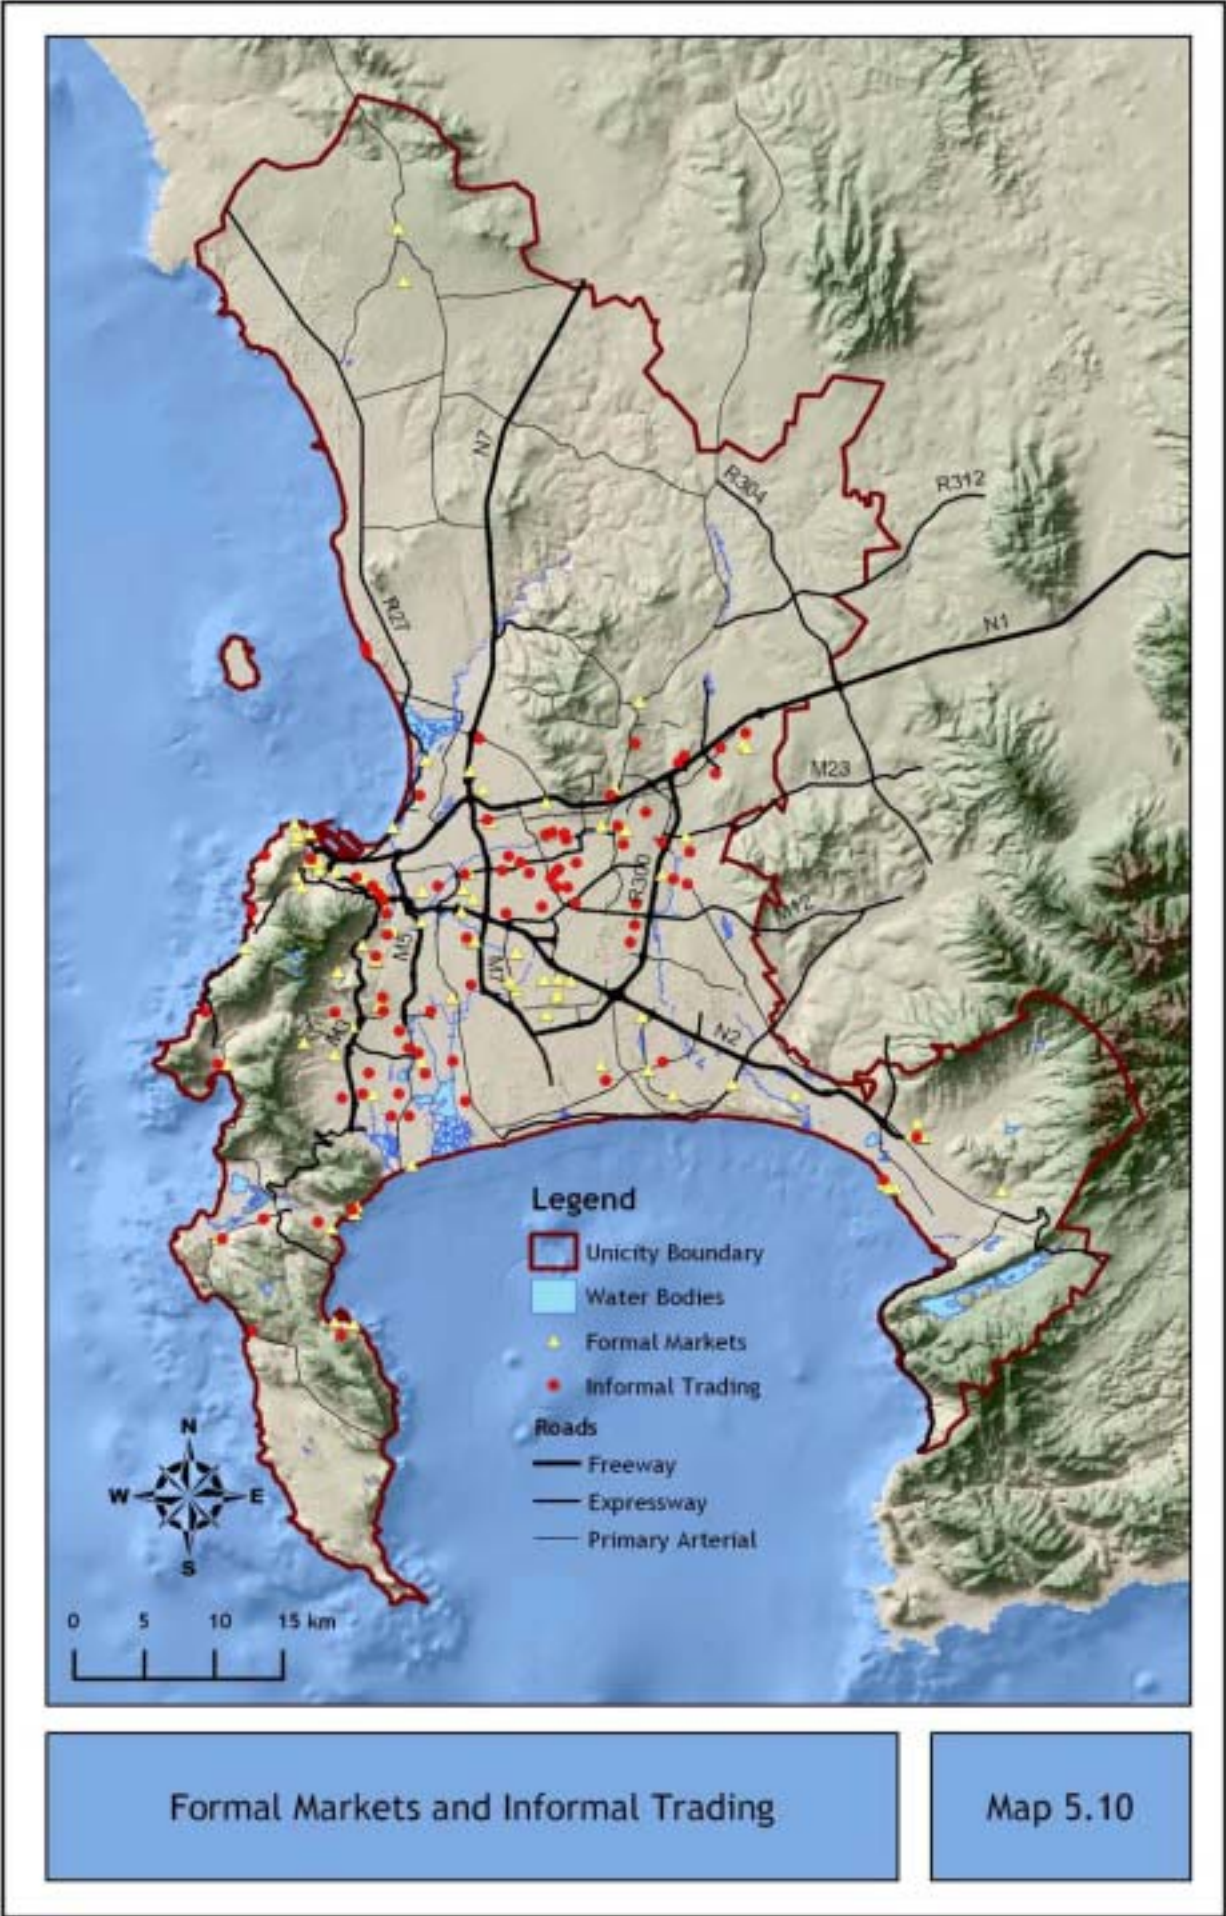 N7
R304
R312
R27
N1
M23
R300
M12
M5
M7
M3
N2
Legend
Unicity Boundary
Water Bodies
Formal Markets
Informal Trading
Roads
Freeway
Expressway
Primary Arterial
N
W E
S
0 5 10 15 km
Formal Markets and Informal Trading
Map 5.10